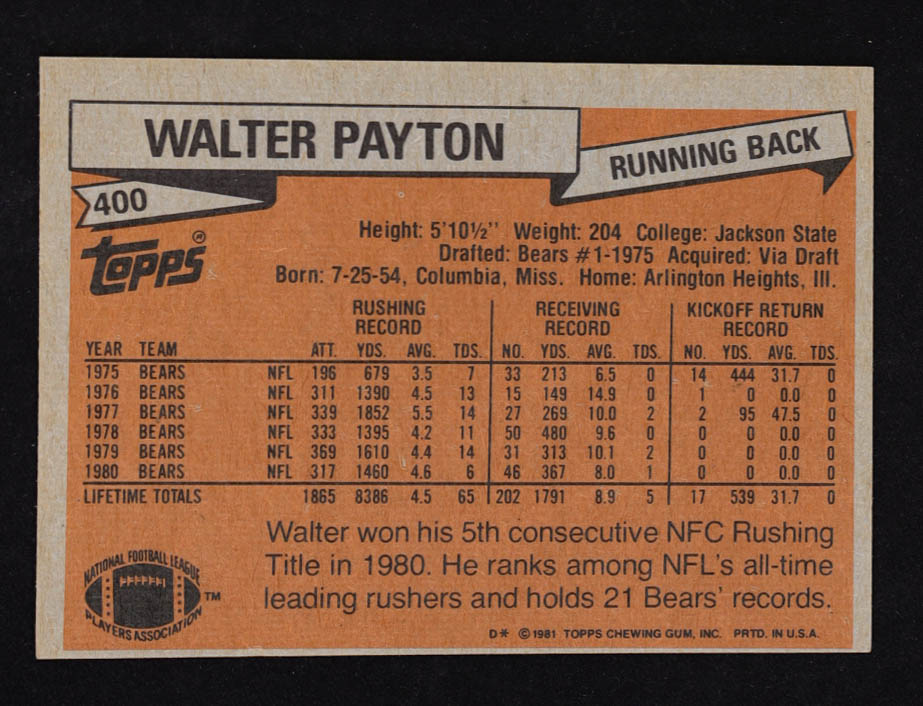 WALTER PAYTON
RUNNING BACK
400
Topps®
Height: 5'10½'' Weight: 204 College: Jackson State
Drafted: Bears #1-1975 Acquired: Via Draft
Born: 7-25-54, Columbia, Miss. Home: Arlington Heights, Ill.
RUSHING RECORD RECEIVING RECORD KICKOFF RETURN RECORD
YEAR TEAM ATT. YDS. AVG. TDS. NO. YDS. AVG. TDS. NO. YDS. AVG. TDS.
1975 BEARS NFL 196 679 3.5 7 33 213 6.5 0 14 444 31.7 0
1976 BEARS NFL 311 1390 4.5 13 15 149 14.9 0 1 0 0.0 0
1977 BEARS NFL 339 1852 5.5 14 27 269 10.0 2 2 95 47.5 0
1978 BEARS NFL 333 1395 4.2 11 50 480 9.6 0 0 0 0.0 0
1979 BEARS NFL 369 1610 4.4 14 31 313 10.1 2 0 0 0.0 0
1980 BEARS NFL 317 1460 4.6 6 46 367 8.0 1 0 0 0.0 0
LIFETIME TOTALS 1865 8386 4.5 65 202 1791 8.9 5 17 539 31.7 0
Walter won his 5th consecutive NFC Rushing
Title in 1980. He ranks among NFL's all-time
leading rushers and holds 21 Bears' records.
NATIONAL FOOTBALL LEAGUE
PLAYERS ASSOCIATION
TM
D* ©1981 TOPPS CHEWING GUM, INC. PRTD. IN U.S.A.